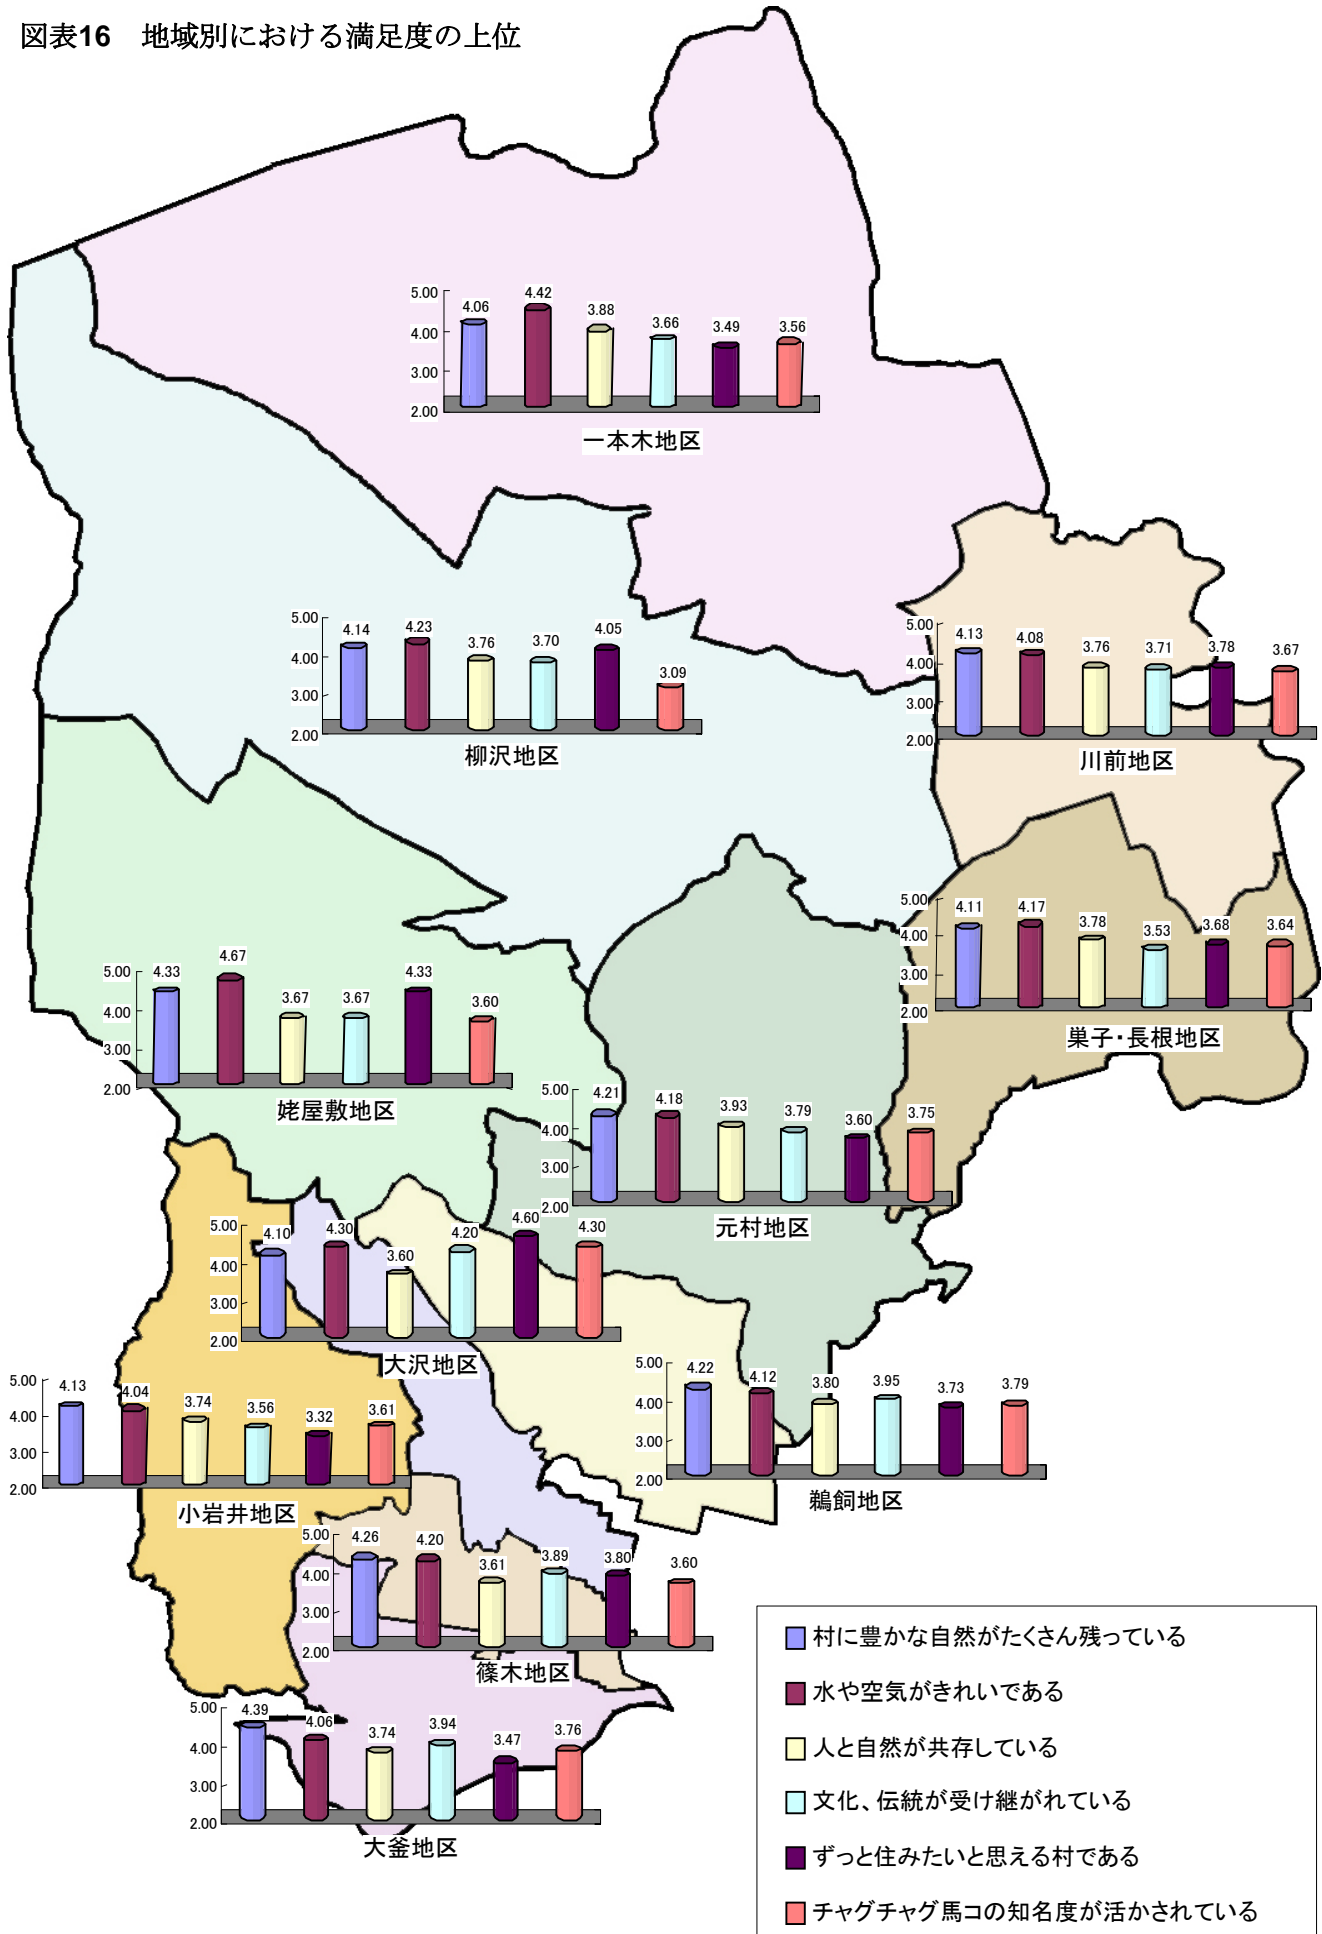 図表16　地域別における満足度の上位
5.00
4.00
3.00
2.00
4.06 4.42 3.88 3.66 3.49 3.56
一本木地区
5.00
4.00
3.00
2.00
4.14 4.23 3.76 3.70 4.05 3.09
柳沢地区
5.00
4.00
3.00
2.00
4.13 4.08 3.76 3.71 3.78 3.67
川前地区
5.00
4.00
3.00
2.00
4.11 4.17 3.78 3.53 3.68 3.64
巣子・長根地区
5.00
4.00
3.00
2.00
4.33 4.67 3.67 3.67 4.33 3.60
姥屋敷地区
5.00
4.00
3.00
2.00
4.21 4.18 3.93 3.79 3.60 3.75
元村地区
5.00
4.00
3.00
2.00
4.10 4.30 3.60 4.20 4.60 4.30
大沢地区
5.00
4.00
3.00
2.00
4.22 4.12 3.80 3.95 3.73 3.79
鵜飼地区
5.00
4.00
3.00
2.00
4.13 4.04 3.74 3.56 3.32 3.61
小岩井地区
5.00
4.00
3.00
2.00
4.26 4.20 3.61 3.89 3.80 3.60
篠木地区
5.00
4.00
3.00
2.00
4.39 4.06 3.74 3.94 3.47 3.76
大釜地区
村に豊かな自然がたくさん残っている
水や空気がきれいである
人と自然が共存している
文化、伝統が受け継がれている
ずっと住みたいと思える村である
チャグチャグ馬コの知名度が活かされている